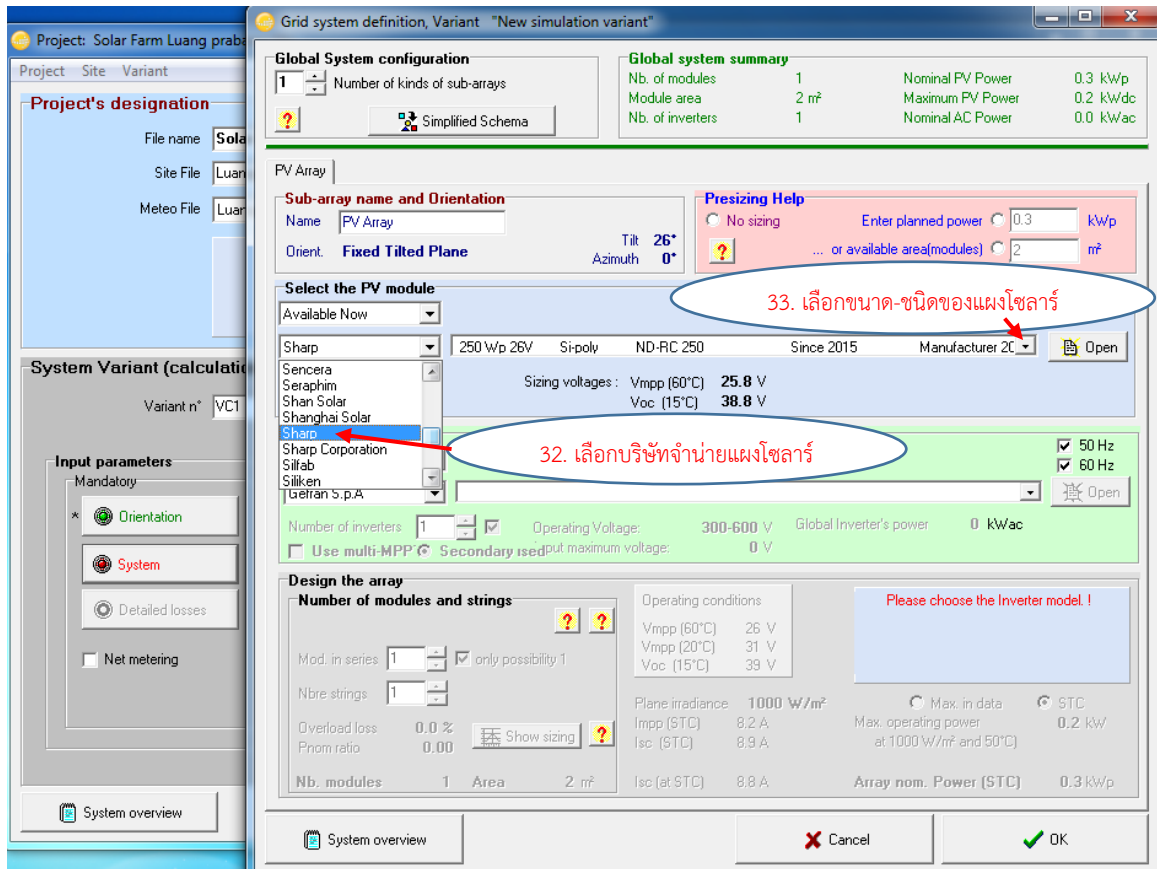 Project: Solar Farm Luang praba
Project Site Variant
Project's designation
File name Sola
Site File Luan
Meteo File Luan
System Variant (calculatio
Variant n° VC1
Input parameters
Mandatory
* Orientation
System
Detailed losses
Net metering
System overview
Grid system definition, Variant "New simulation variant"
Global System configuration
1 Number of kinds of sub-arrays
? Simplified Schema
Global system summary
Nb. of modules 1 Nominal PV Power 0.3 kWp
Module area 2 m² Maximum PV Power 0.2 kWdc
Nb. of inverters 1 Nominal AC Power 0.0 kWac
PV Array
Sub-array name and Orientation
Name PV Array
Orient. Fixed Tilted Plane
Tilt 26°
Azimuth 0°
Presizing Help
No sizing Enter planned power 0.3 kWp
? ... or available area(modules) 2 m²
Select the PV module
33. เลือกขนาด-ชนิดของแผงโซลาร์
Available Now
Sharp 250 Wp 26V Si-poly ND-RC 250 Since 2015 Manufacturer 20 Open
Sencera
Seraphim
Shan Solar
Shanghai Solar
Sharp
Sharp Corporation
Silfab
Siliken
Sizing voltages : Vmpp (60°C) 25.8 V
Voc (15°C) 38.8 V
32. เลือกบริษัทจำน่ายแผงโซลาร์
50 Hz
60 Hz
Gefran S.p.A Open
Number of inverters 1 Operating Voltage: 300-600 V Global Inverter's power 0 kWac
Use multi-MPP Secondary ised put maximum voltage: 0 V
Design the array
Number of modules and strings
? ?
Mod. in series 1 only possibility 1
Nbre strings 1
Overload loss 0.0 %
Pnom ratio 0.00
Show sizing ?
Nb. modules 1 Area 2 m²
Operating conditions
Vmpp (60°C) 26 V
Vmpp (20°C) 31 V
Voc (15°C) 39 V
Plane irradiance 1000 W/m²
Impp (STC) 8.2 A
Isc (STC) 8.9 A
Isc (at STC) 8.8 A
Please choose the Inverter model. !
Max. in data STC
Max. operating power 0.2 kW
at 1000 W/m² and 50°C)
Array nom. Power (STC) 0.3 kWp
System overview Cancel OK